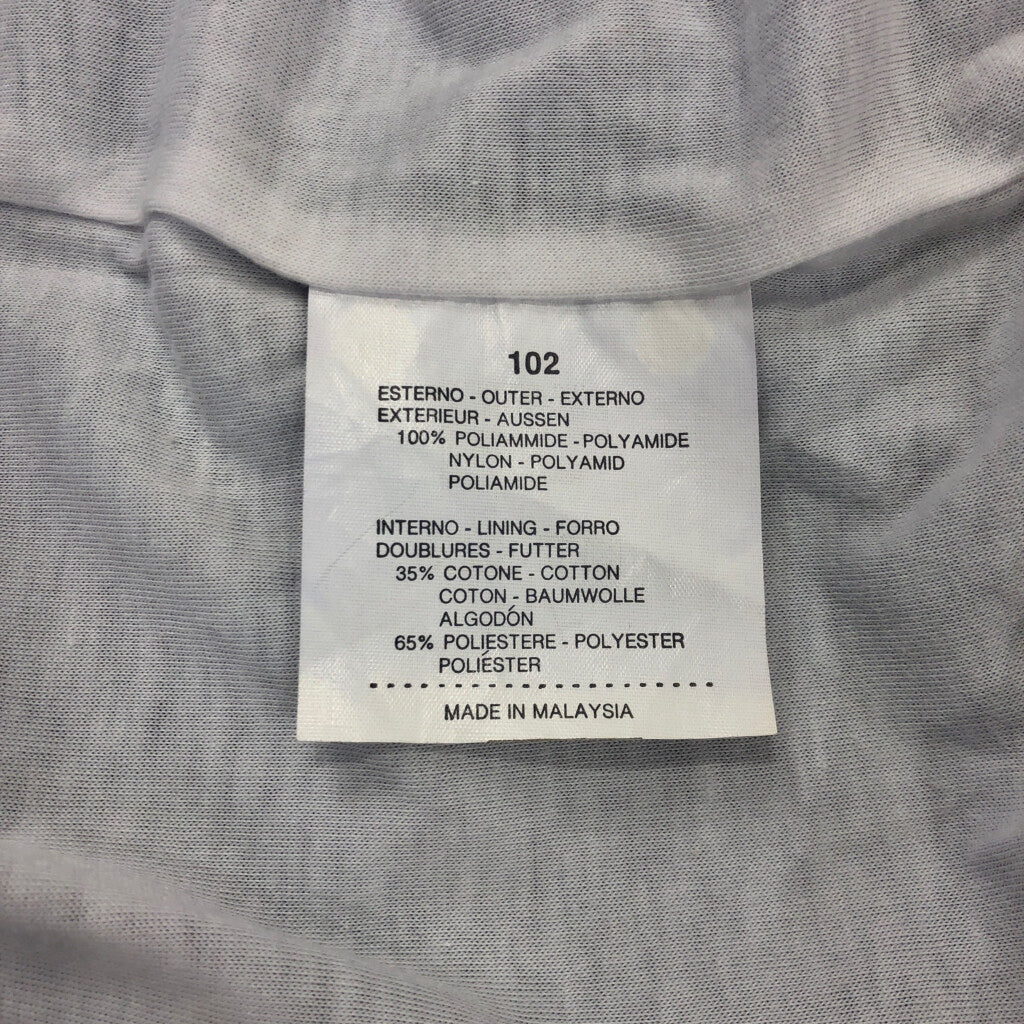 102
ESTERNO - OUTER - EXTERNO
EXTERIEUR - AUSSEN
100% POLIAMMIDE - POLYAMIDE
NYLON - POLYAMID
POLIAMIDE
INTERNO - LINING - FORRO
DOUBLURES - FUTTER
35% COTONE - COTTON
COTON - BAUMWOLLE
ALGODÓN
65% POLIESTERE - POLYESTER
POLIÉSTER
MADE IN MALAYSIA